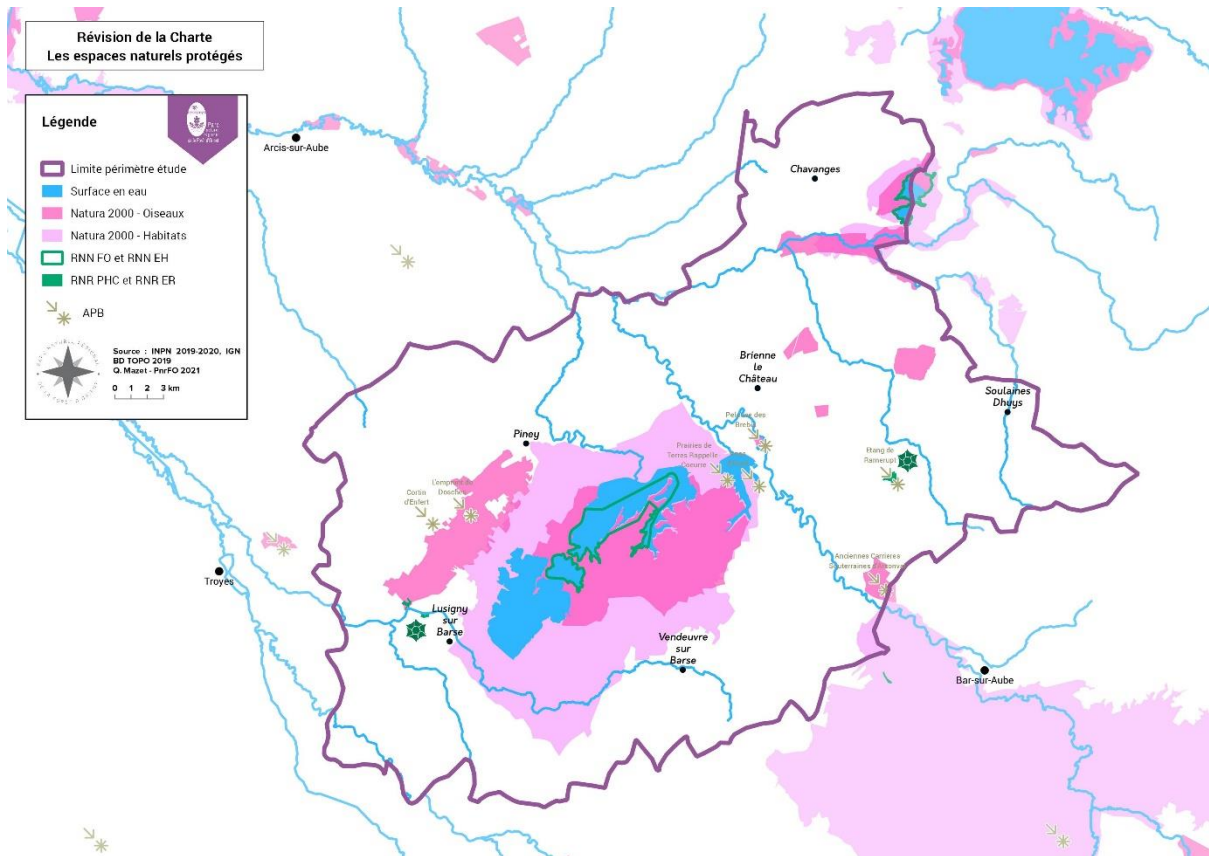 Révision de la Charte
Les espaces naturels protégés
Légende
Limite périmètre étude
Surface en eau
Natura 2000 - Oiseaux
Natura 2000 - Habitats
RNN FO et RNN EH
RNR PHC et RNR ER
APB
Source : INPN 2019-2020, IGN
BD TOPO 2019
Q. Mazet - PnrFO 2021
0 1 2 3 km
Arcis-sur-Aube
Chavanges
Brienne
le
Château
Soulaines
Dhuys
Piney
Prairies de
Terres Rappelle
Etang de
Ramerupt
Troyes
Lusigny
sur
Barse
Vendeuvre
sur
Barse
Anciennes Carrières
Bar-sur-Aube